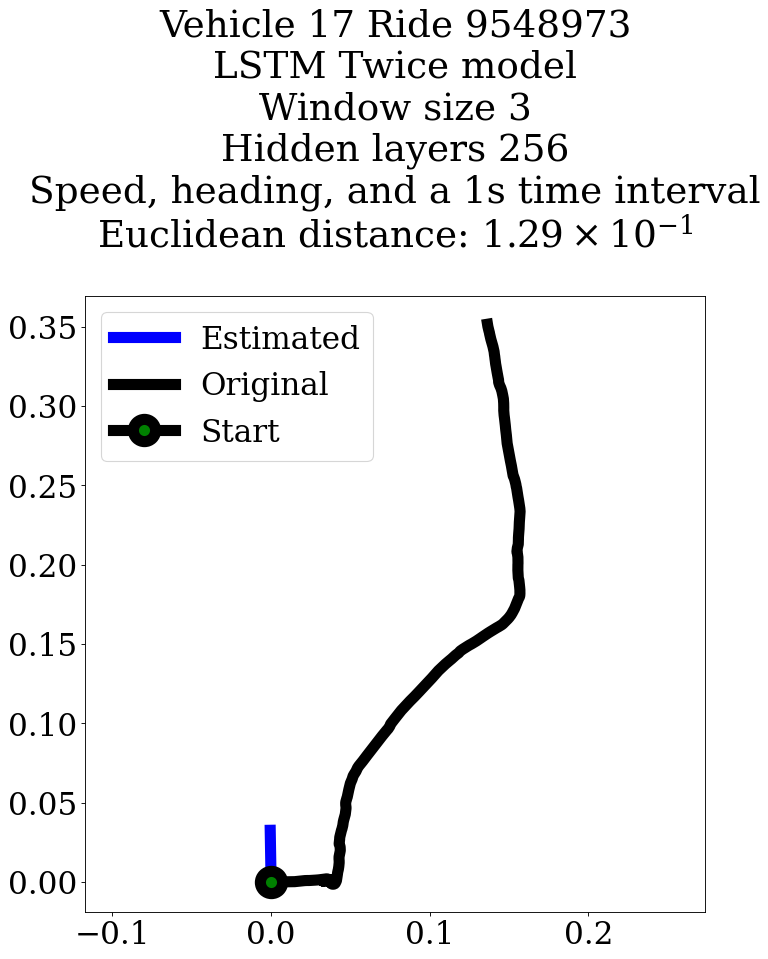 Vehicle 17 Ride 9548973
LSTM Twice model
Window size 3
Hidden layers 256
Speed, heading, and a 1s time interval
Euclidean distance: 1.29 × 10⁻¹
Estimated
Original
Start
0.35
0.30
0.25
0.20
0.15
0.10
0.05
0.00
−0.1 0.0 0.1 0.2